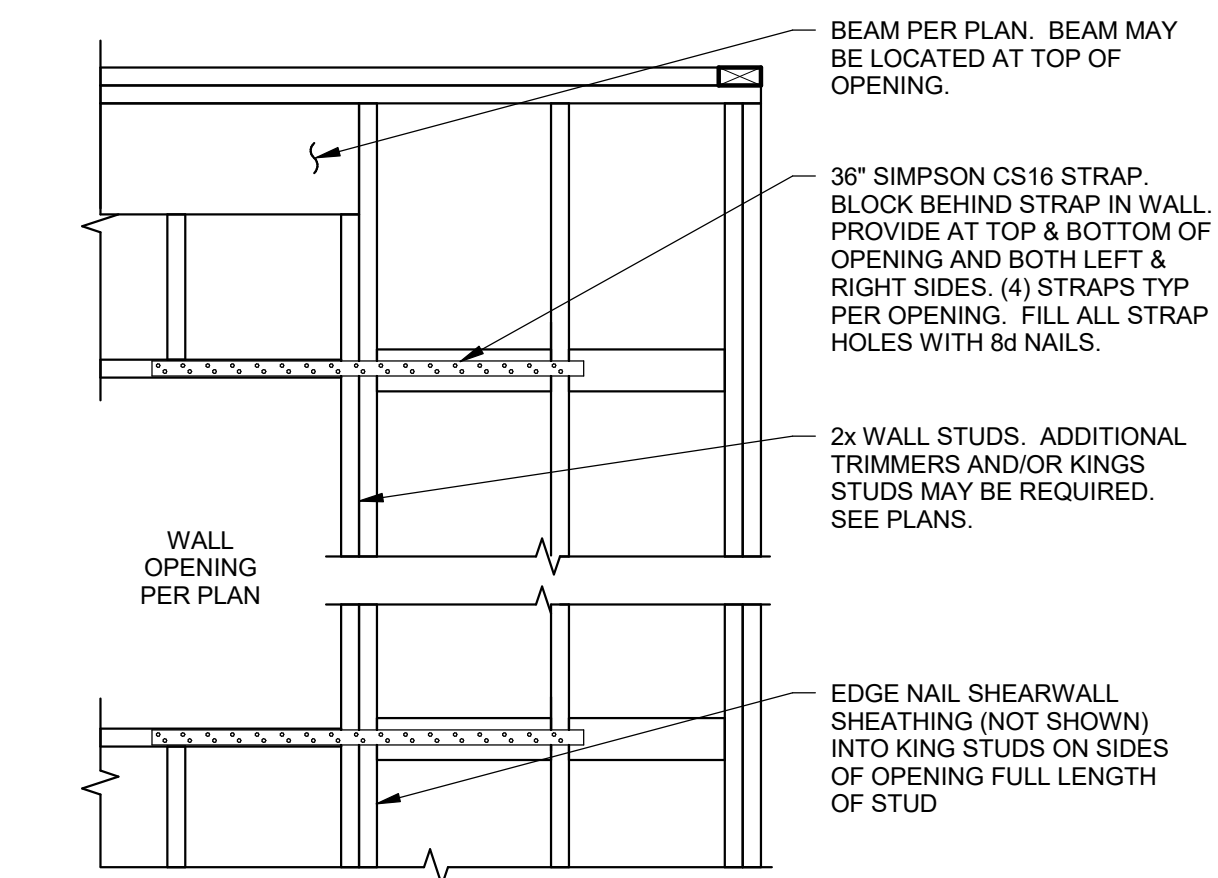 BEAM PER PLAN. BEAM MAY
BE LOCATED AT TOP OF
OPENING.
36" SIMPSON CS16 STRAP.
BLOCK BEHIND STRAP IN WALL.
PROVIDE AT TOP & BOTTOM OF
OPENING AND BOTH LEFT &
RIGHT SIDES. (4) STRAPS TYP
PER OPENING. FILL ALL STRAP
HOLES WITH 8d NAILS.
2x WALL STUDS. ADDITIONAL
TRIMMERS AND/OR KINGS
STUDS MAY BE REQUIRED.
SEE PLANS.
WALL
OPENING
PER PLAN
EDGE NAIL SHEARWALL
SHEATHING (NOT SHOWN)
INTO KING STUDS ON SIDES
OF OPENING FULL LENGTH
OF STUD